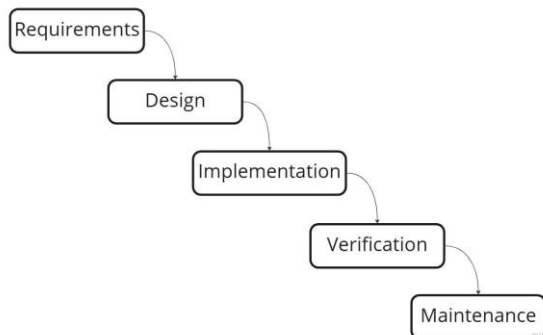 Requirements
Design
Implementation
Verification
Maintenance